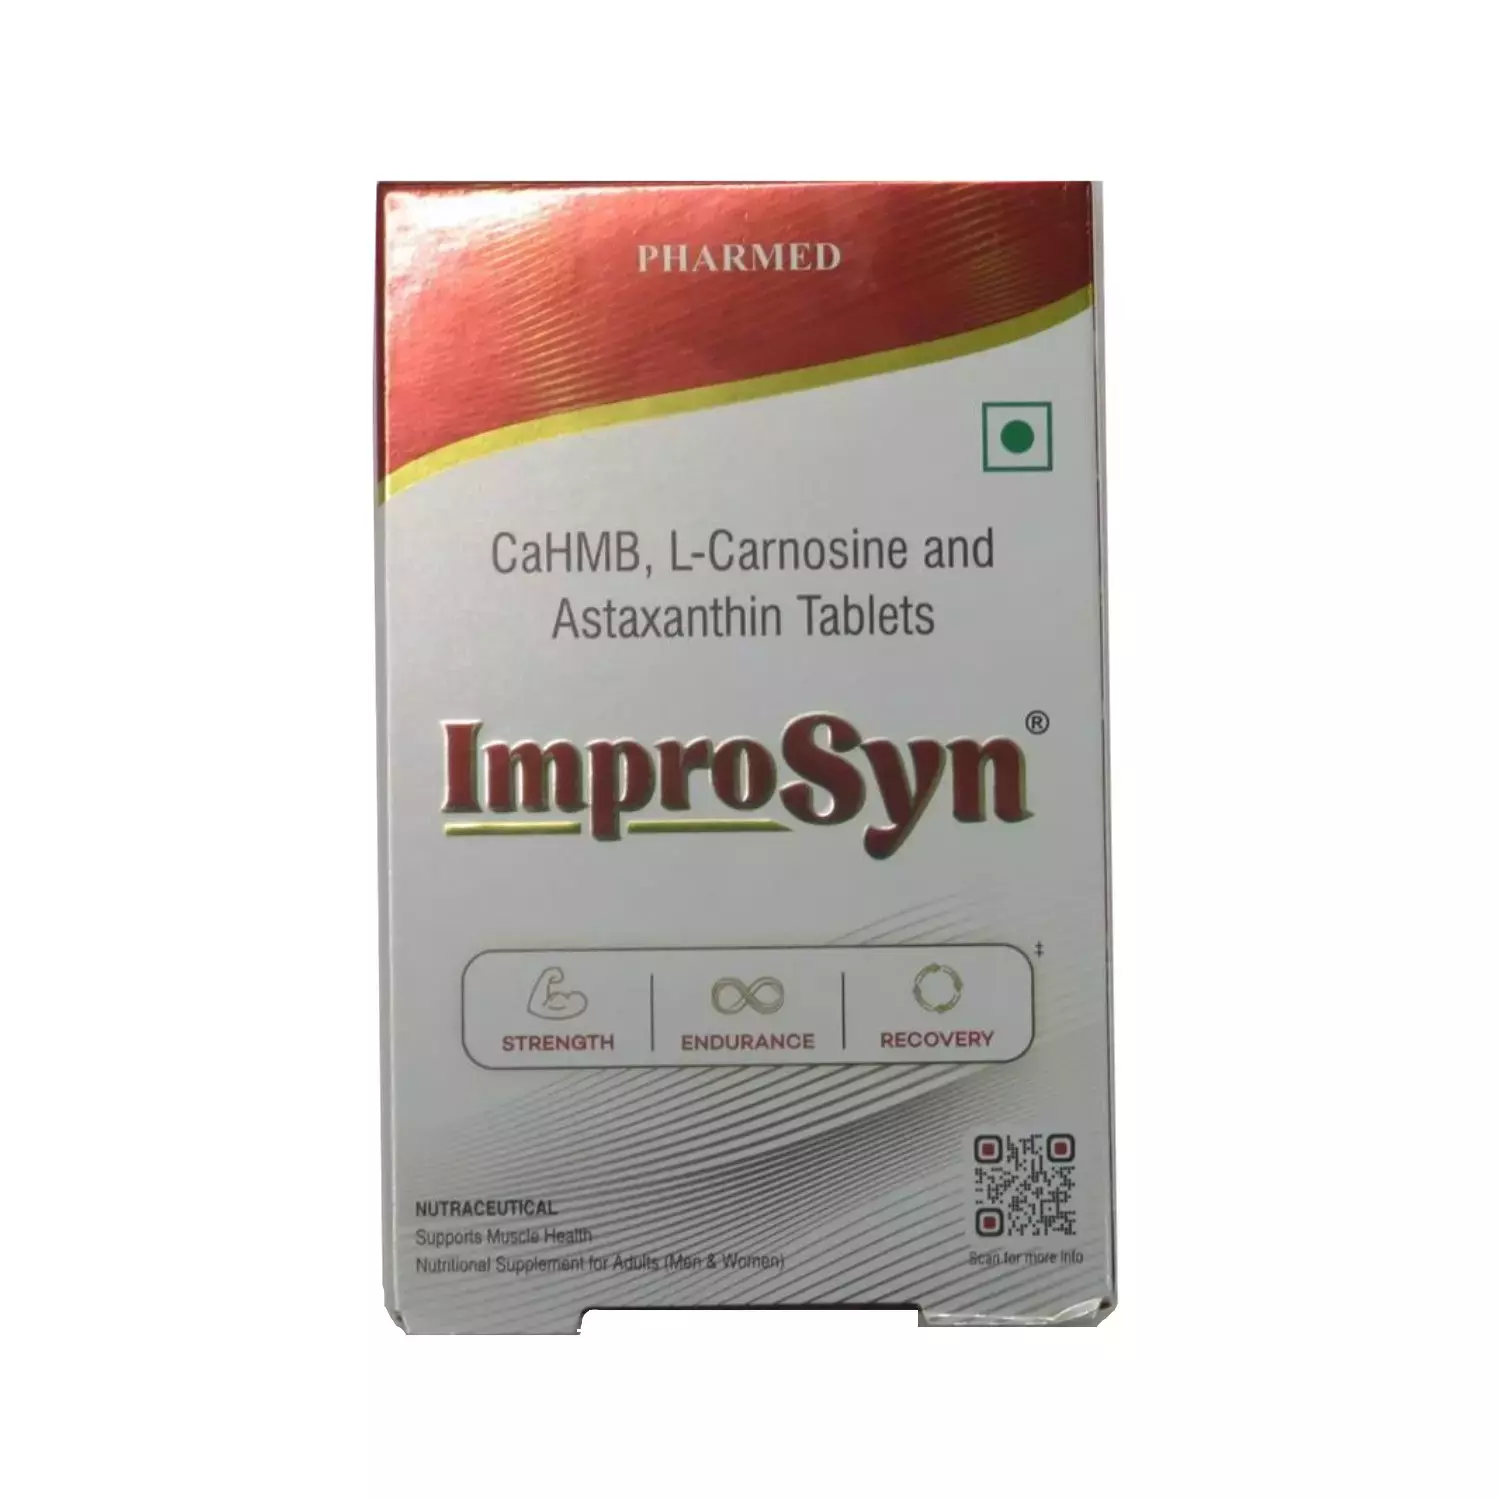 PHARMED
CaHMB, L-Carnosine and
Astaxanthin Tablets
ImproSyn®
‡
STRENGTH
ENDURANCE
RECOVERY
NUTRACEUTICAL
Supports Muscle Health
Nutritional Supplement for Adults (Men & Women)
Scan for more Info